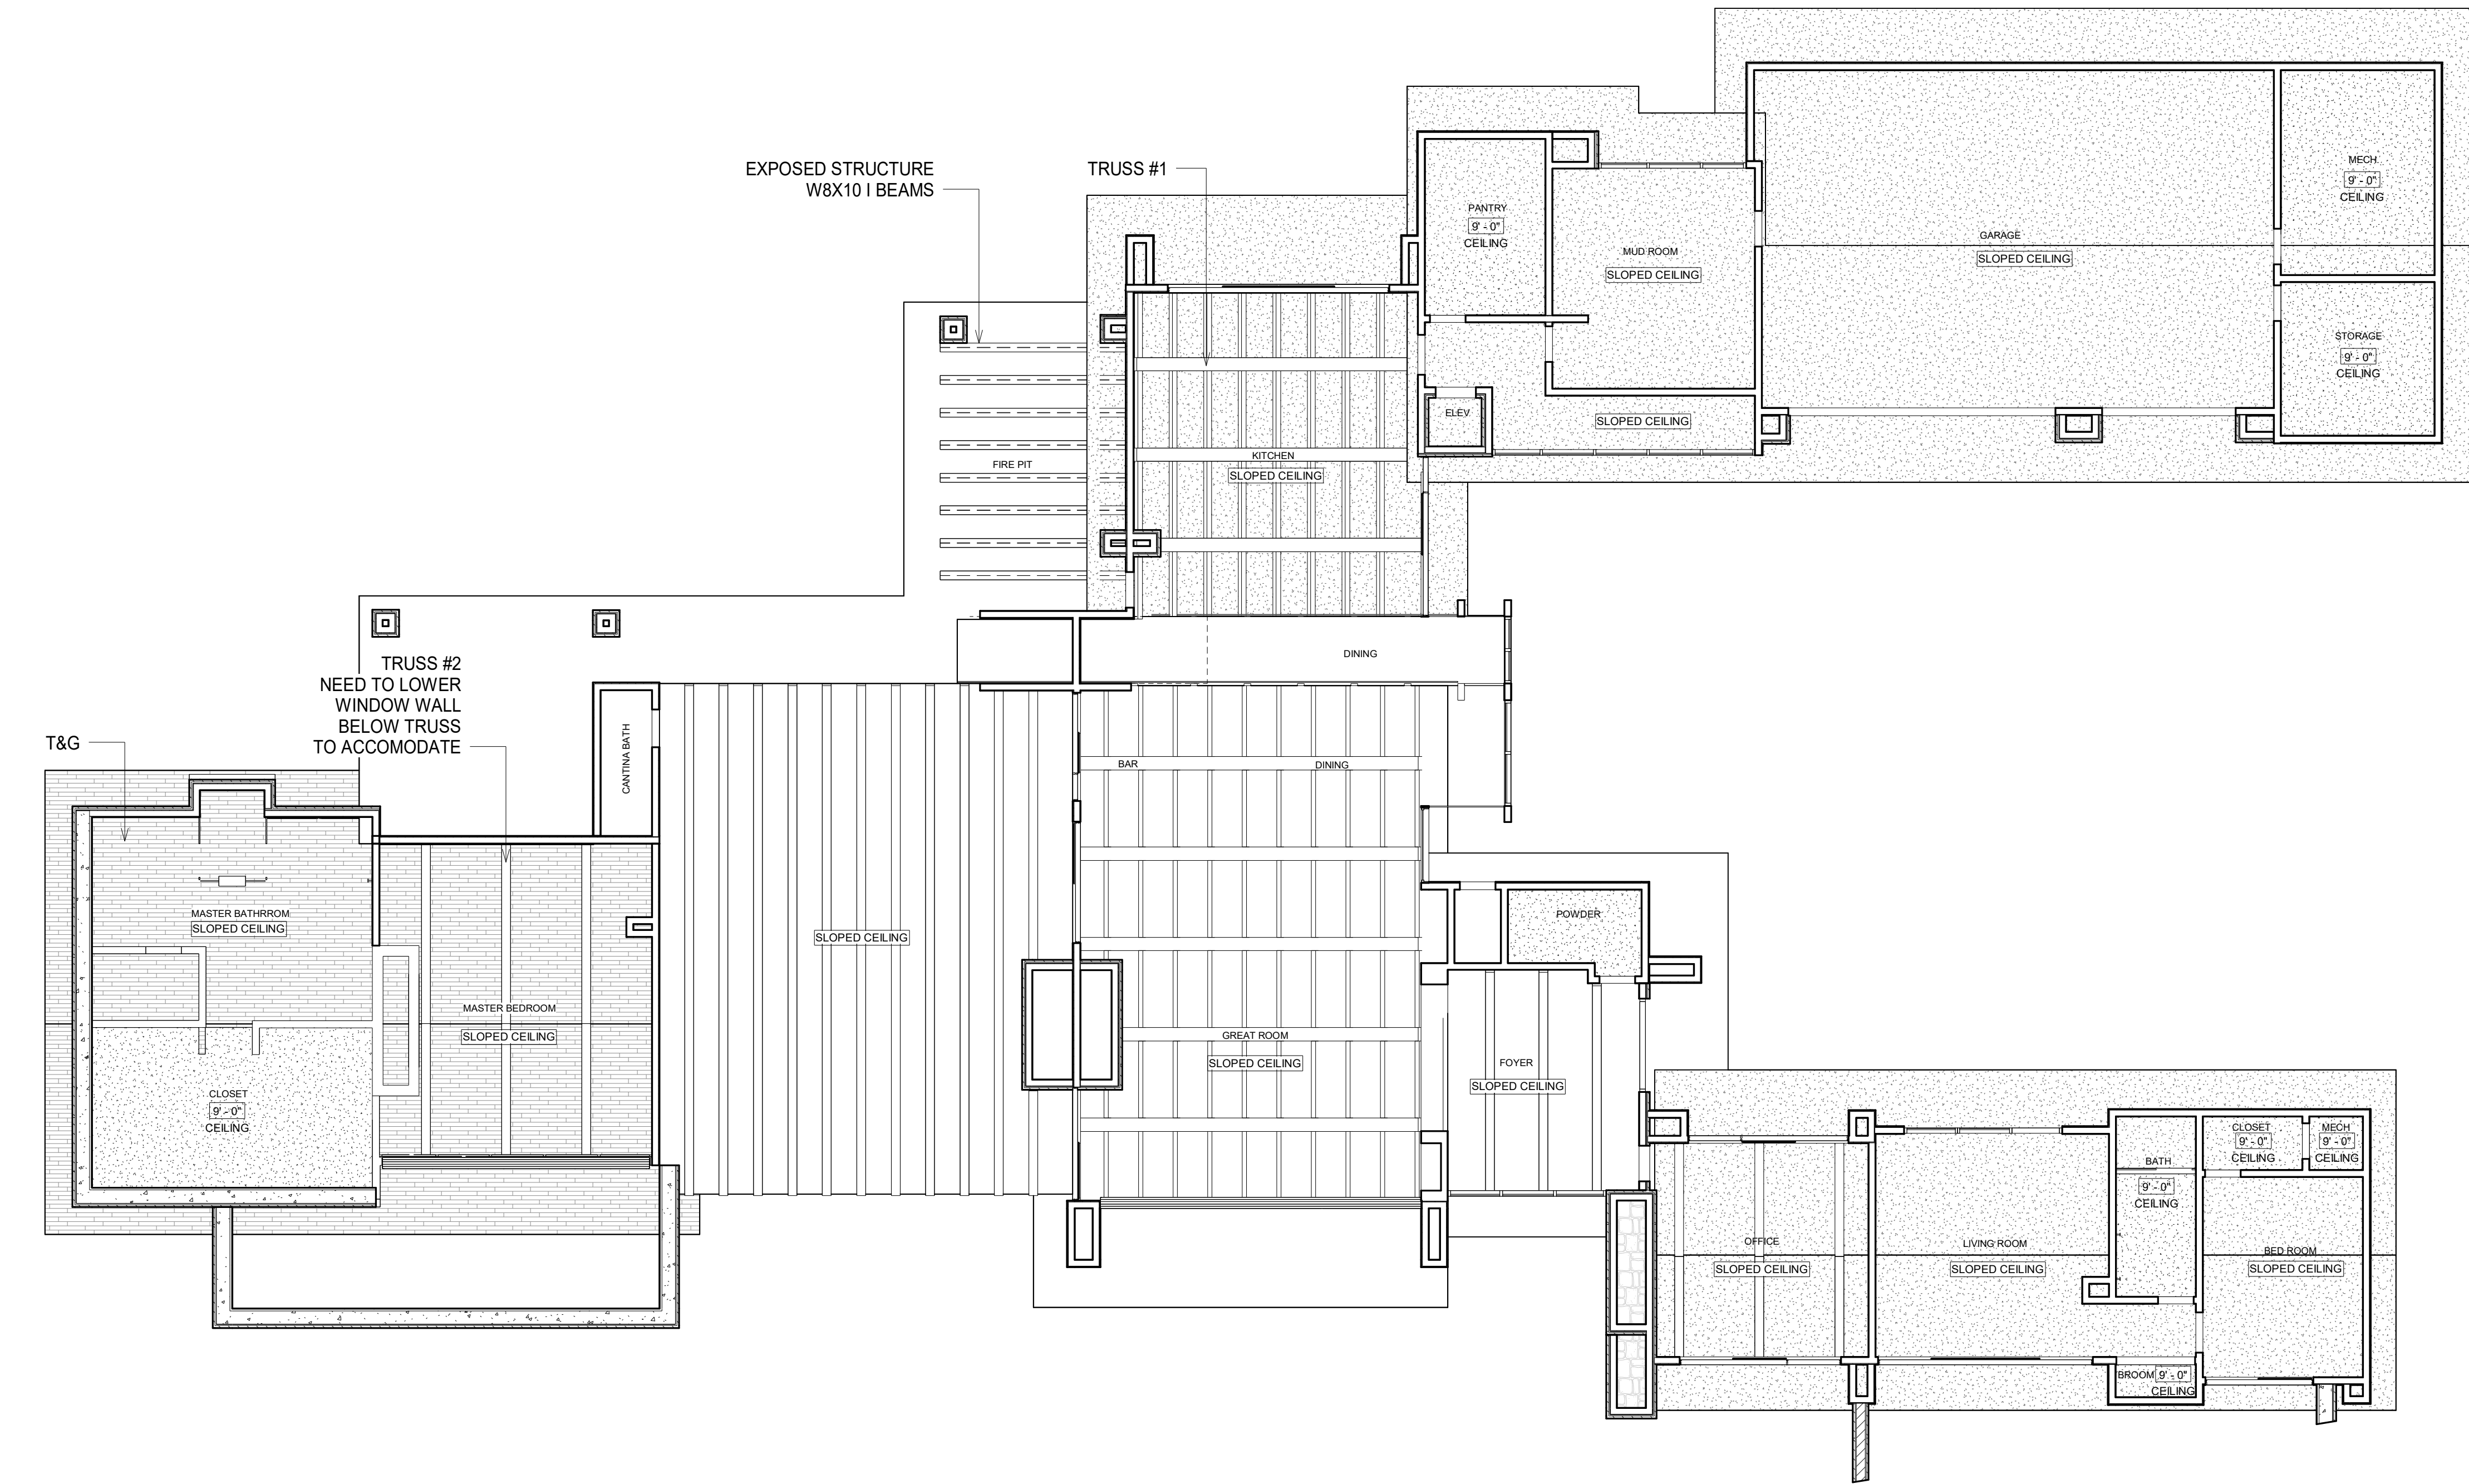 EXPOSED STRUCTURE
W8X10 I BEAMS
TRUSS #1
PANTRY
9' - 0"
CEILING
MUD ROOM
SLOPED CEILING
GARAGE
SLOPED CEILING
MECH
9' - 0"
CEILING
STORAGE
9' - 0"
CEILING
ELEV
SLOPED CEILING
FIRE PIT
KITCHEN
SLOPED CEILING
DINING
TRUSS #2
NEED TO LOWER
WINDOW WALL
BELOW TRUSS
TO ACCOMODATE
T&G
CANTINA BATH
BAR
DINING
MASTER BATHRROM
SLOPED CEILING
SLOPED CEILING
POWDER
MASTER BEDROOM
SLOPED CEILING
GREAT ROOM
SLOPED CEILING
FOYER
SLOPED CEILING
CLOSET
9' - 0"
CEILING
CLOSET
9' - 0"
CEILING
MECH
9' - 0"
CEILING
BATH
9' - 0"
CEILING
OFFICE
SLOPED CEILING
LIVING ROOM
SLOPED CEILING
BED ROOM
SLOPED CEILING
BROOM 9' - 0"
CEILING